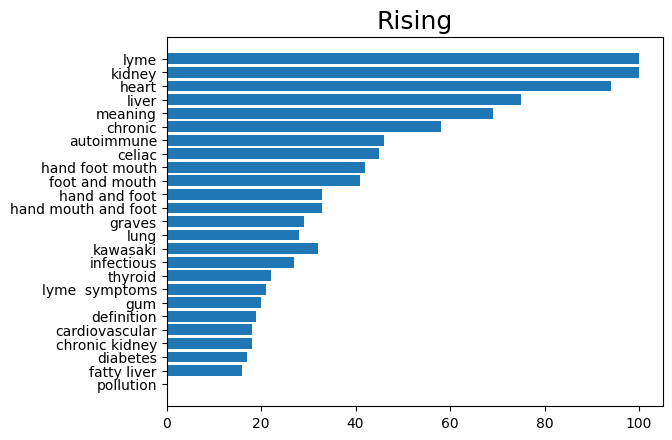 Rising
lyme
kidney
heart
liver
meaning
chronic
autoimmune
celiac
hand foot mouth
foot and mouth
hand and foot
hand mouth and foot
graves
lung
kawasaki
infectious
thyroid
lyme  symptoms
gum
definition
cardiovascular
chronic kidney
diabetes
fatty liver
pollution
0 20 40 60 80 100